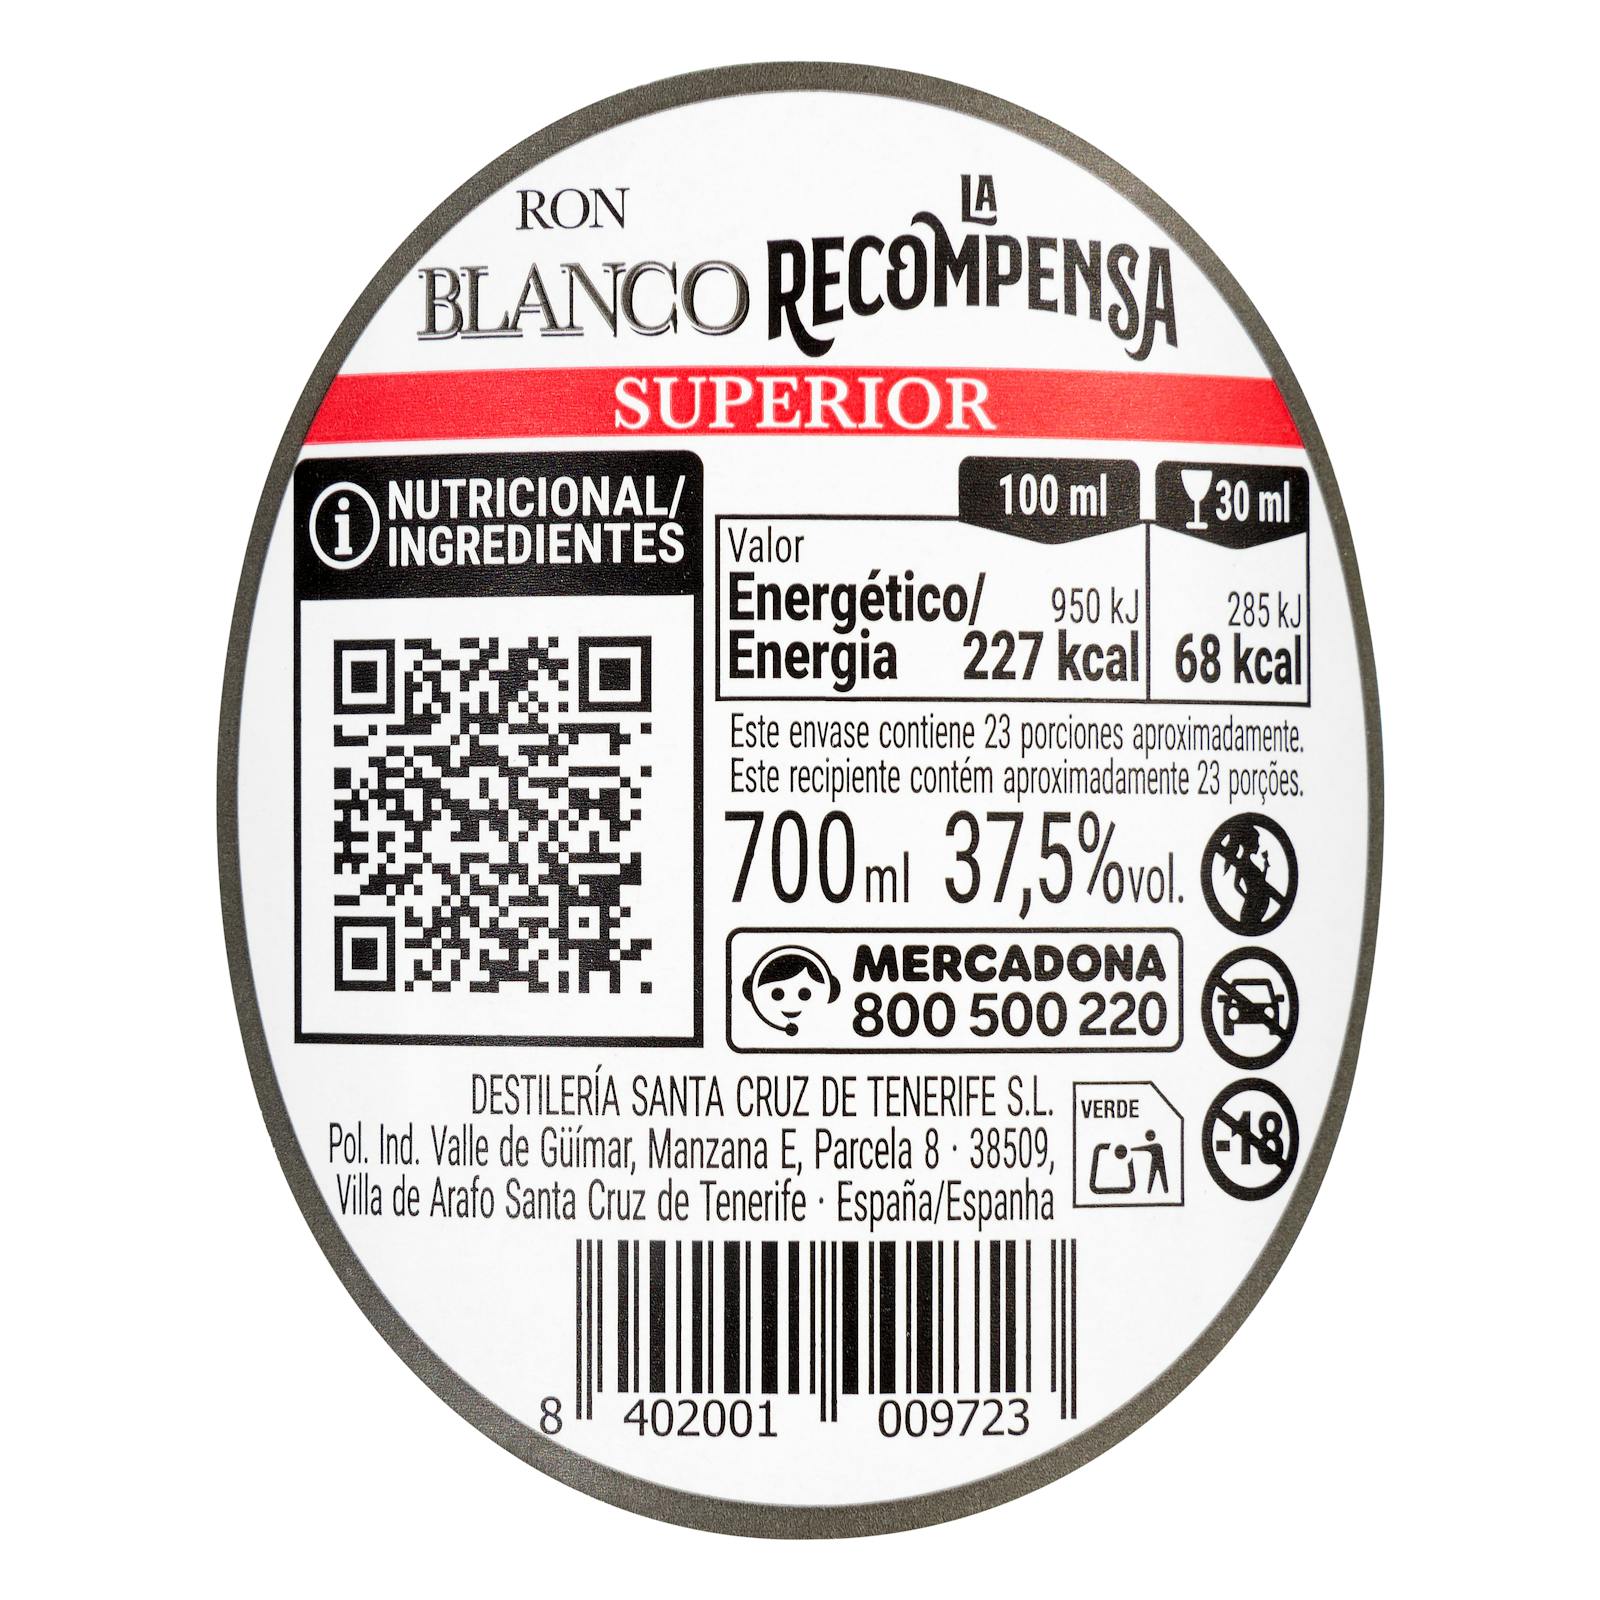 RON
BLANCO
LA
RECOMPENSA
SUPERIOR
i NUTRICIONAL/
INGREDIENTES
100 ml
30 ml
Valor
Energético/
Energia
950 kJ
227 kcal
285 kJ
68 kcal
Este envase contiene 23 porciones aproximadamente.
Este recipiente contém aproximadamente 23 porções.
700 ml 37,5% vol.
MERCADONA
800 500 220
-18
DESTILERÍA SANTA CRUZ DE TENERIFE S.L.
Pol. Ind. Valle de Güímar, Manzana E, Parcela 8 · 38509,
Villa de Arafo Santa Cruz de Tenerife · España/Espanha
VERDE
8 402001 009723